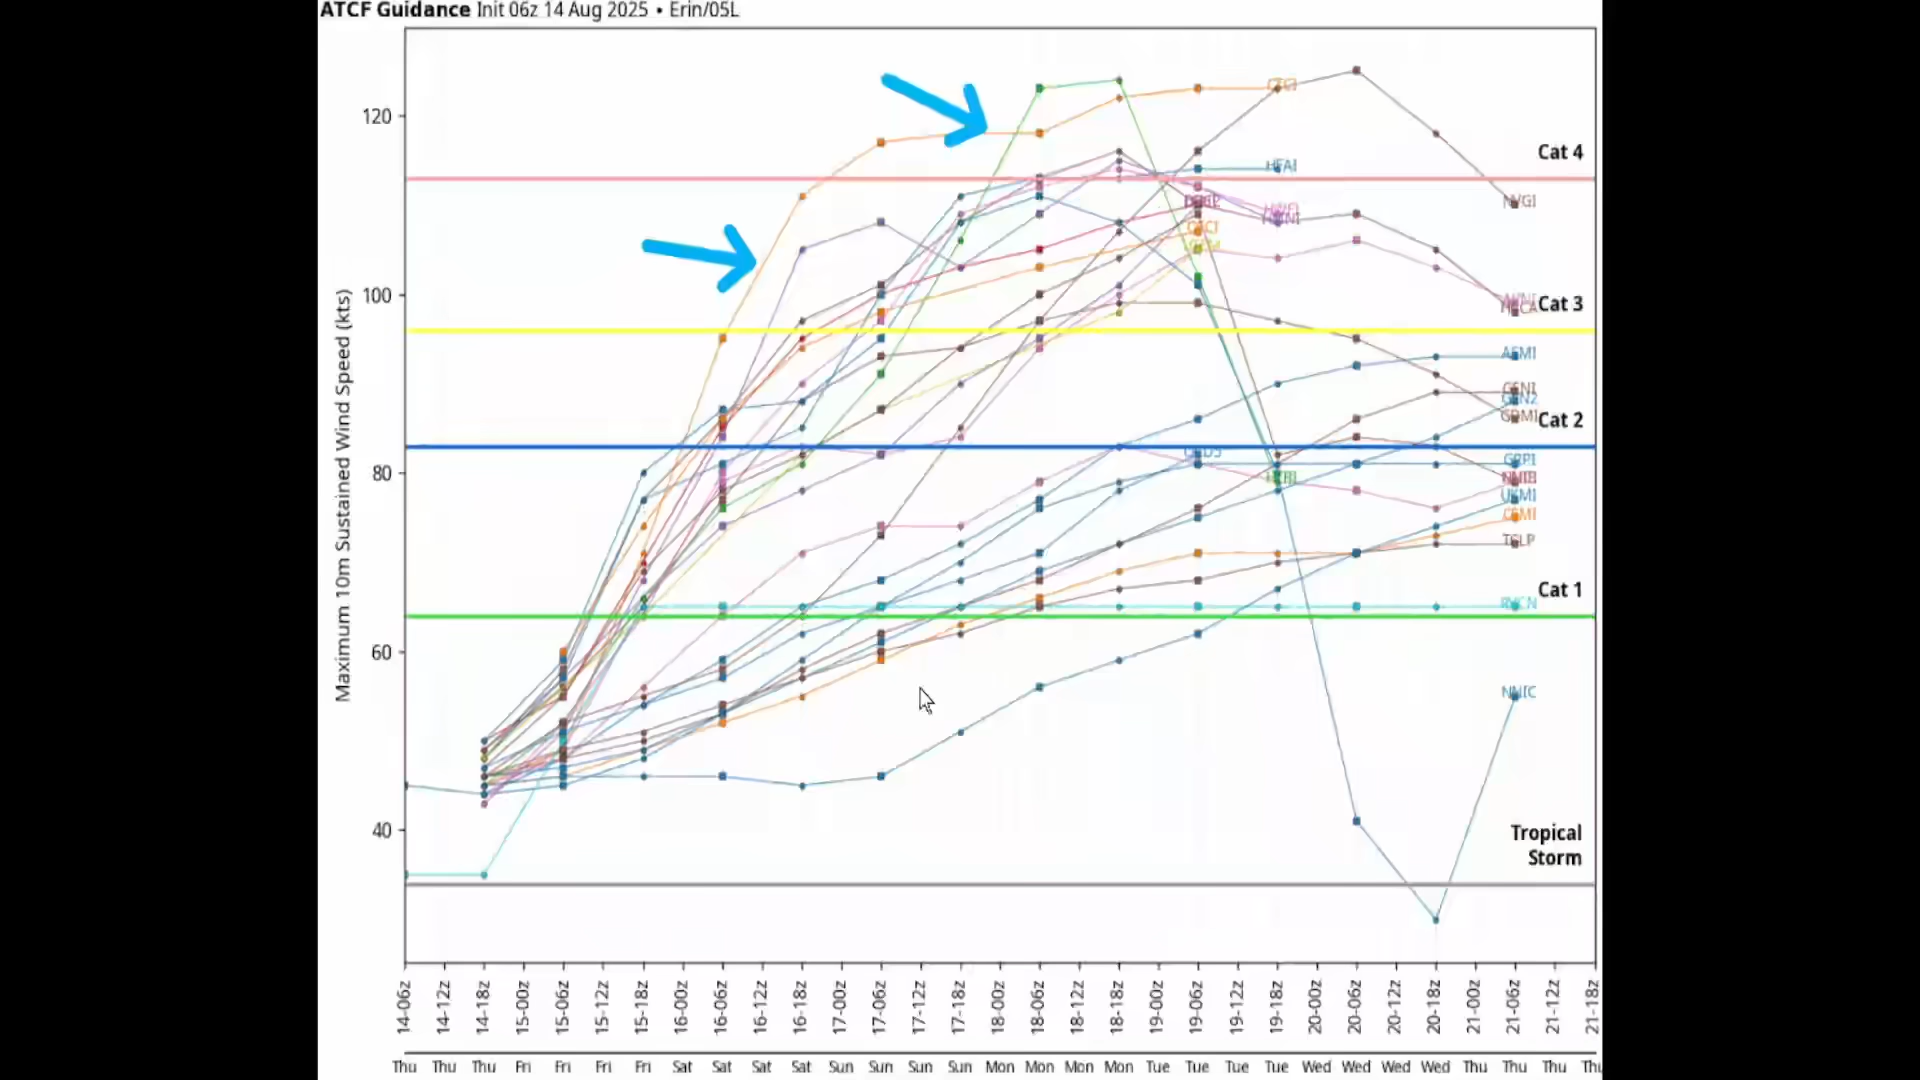 ATCF Guidance Init 06z 14 Aug 2025 • Erin/05L
Maximum 10m Sustained Wind Speed (kts)
120
100
80
60
40
Cat 4
Cat 3
Cat 2
Cat 1
Tropical
Storm
HFAI
NVGI
AEMI
UKMI
TCLP
NNIC
14-06z 14-12z 14-18z 15-00z 15-06z 15-12z 15-18z 16-00z 16-06z 16-12z 16-18z 17-00z 17-06z 17-12z 17-18z 18-00z 18-06z 18-12z 18-18z 19-00z 19-06z 19-12z 19-18z 20-00z 20-06z 20-12z 20-18z 21-00z 21-06z 21-12z 21-18z
Thu Thu Thu Fri Fri Fri Fri Sat Sat Sat Sat Sun Sun Sun Sun Mon Mon Mon Mon Tue Tue Tue Tue Wed Wed Wed Wed Thu Thu Thu